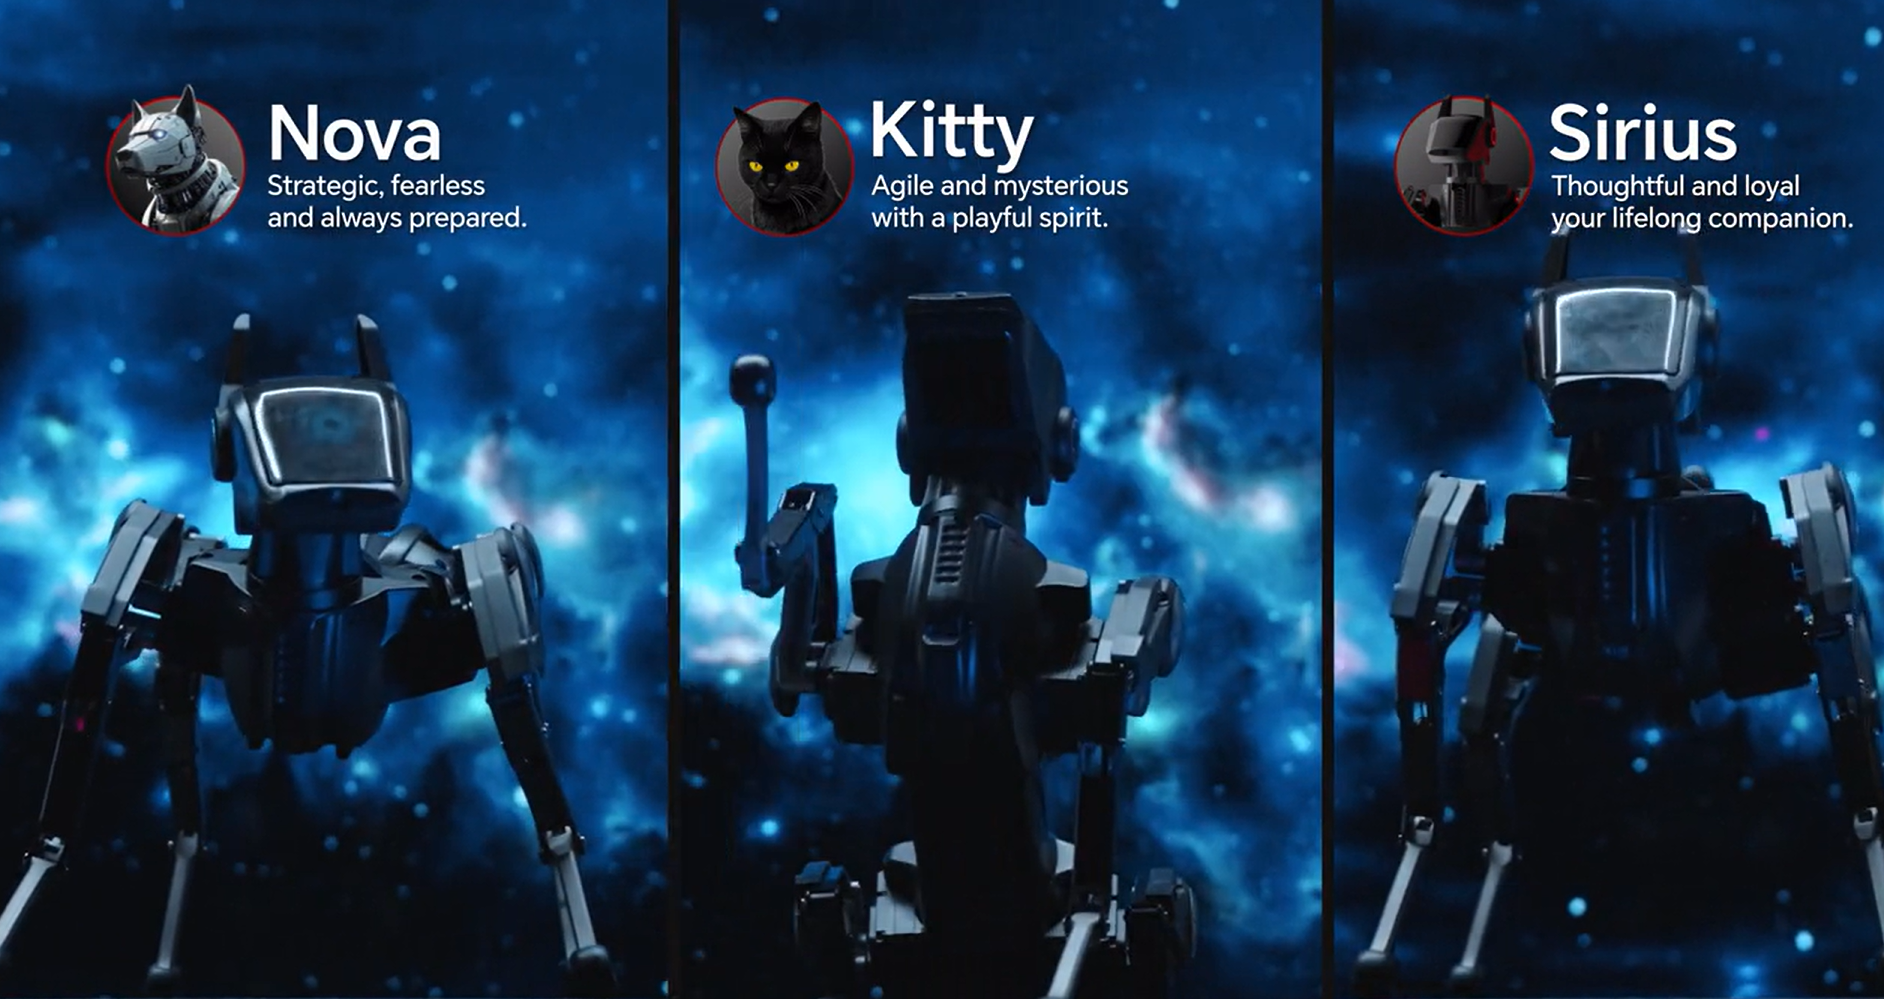 Nova
Strategic, fearless
and always prepared.
Kitty
Agile and mysterious
with a playful spirit.
Sirius
Thoughtful and loyal
your lifelong companion.